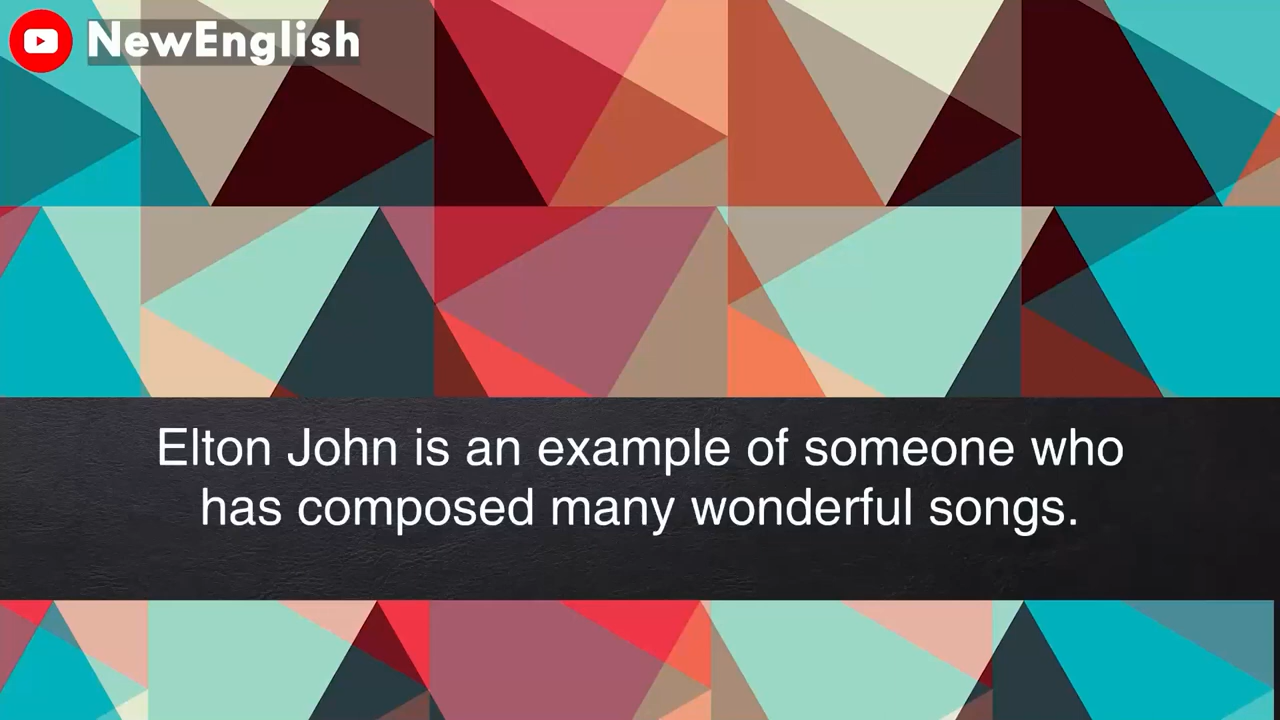 NewEnglish
Elton John is an example of someone who
has composed many wonderful songs.